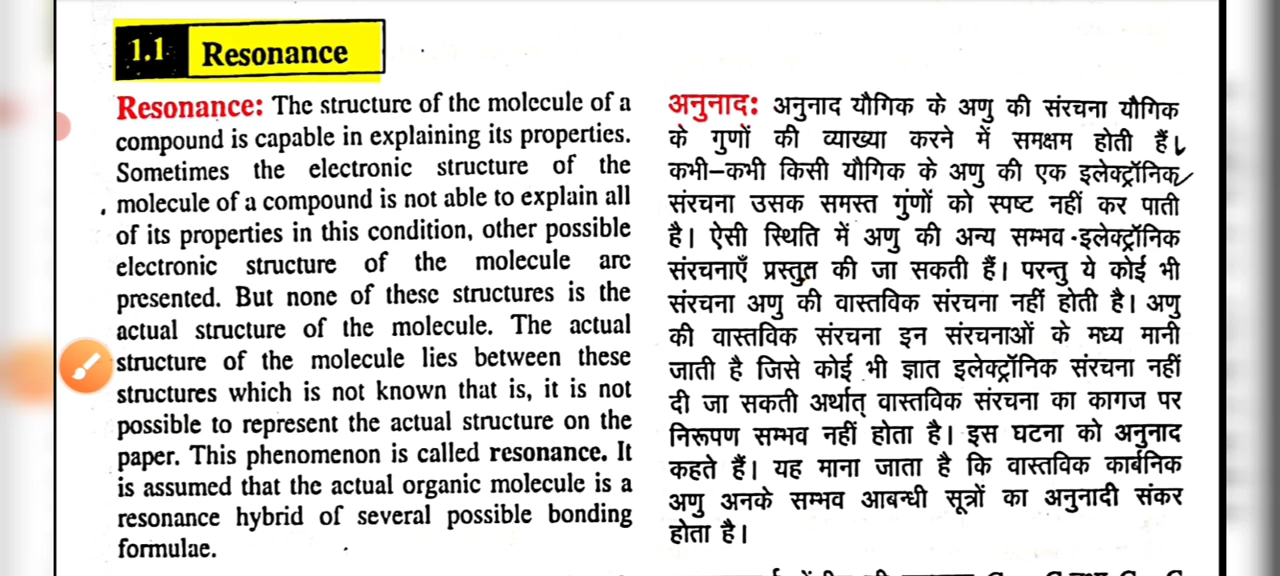 1.1 Resonance
Resonance: The structure of the molecule of a
compound is capable in explaining its properties.
Sometimes the electronic structure of the
molecule of a compound is not able to explain all
of its properties in this condition, other possible
electronic structure of the molecule are
presented. But none of these structures is the
actual structure of the molecule. The actual
structure of the molecule lies between these
structures which is not known that is, it is not
possible to represent the actual structure on the
paper. This phenomenon is called resonance. It
is assumed that the actual organic molecule is a
resonance hybrid of several possible bonding
formulae.
अनुनाद: अनुनाद यौगिक के अणु की संरचना यौगिक
के गुणों की व्याख्या करने में समक्षम होती हैं।
कभी–कभी किसी यौगिक के अणु की एक इलेक्ट्रॉनिक
संरचना उसक समस्त गुंणों को स्पष्ट नहीं कर पाती
है। ऐसी स्थिति में अणु की अन्य सम्भव इलेक्ट्रॉनिक
संरचनाएँ प्रस्तुत की जा सकती हैं। परन्तु ये कोई भी
संरचना अणु की वास्तविक संरचना नहीं होती है। अणु
की वास्तविक संरचना इन संरचनाओं के मध्य मानी
जाती है जिसे कोई भी ज्ञात इलेक्ट्रॉनिक संरचना नहीं
दी जा सकती अर्थात् वास्तविक संरचना का कागज पर
निरूपण सम्भव नहीं होता है। इस घटना को अनुनाद
कहते हैं। यह माना जाता है कि वास्तविक कार्बनिक
अणु अनके सम्भव आबन्धी सूत्रों का अनुनादी संकर
होता है।